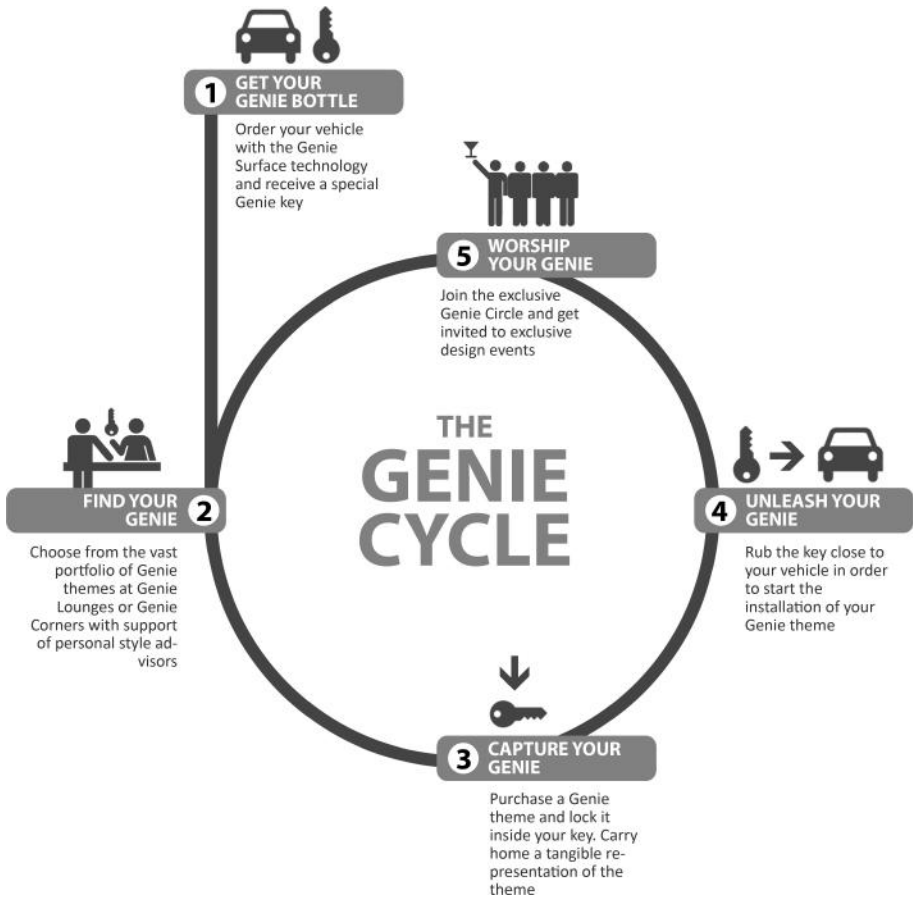 1
GET YOUR
GENIE BOTTLE
Order your vehicle
with the Genie
Surface technology
and receive a special
Genie key
5
WORSHIP
YOUR GENIE
Join the exclusive
Genie Circle and get
invited to exclusive
design events
THE
GENIE
CYCLE
FIND YOUR
GENIE
2
Choose from the vast
portfolio of Genie
themes at Genie
Lounges or Genie
Corners with support
of personal style ad-
visors
4
UNLEASH YOUR
GENIE
Rub the key close to
your vehicle in order
to start the
installation of your
Genie theme
3
CAPTURE YOUR
GENIE
Purchase a Genie
theme and lock it
inside your key. Carry
home a tangible re-
presentation of the
theme